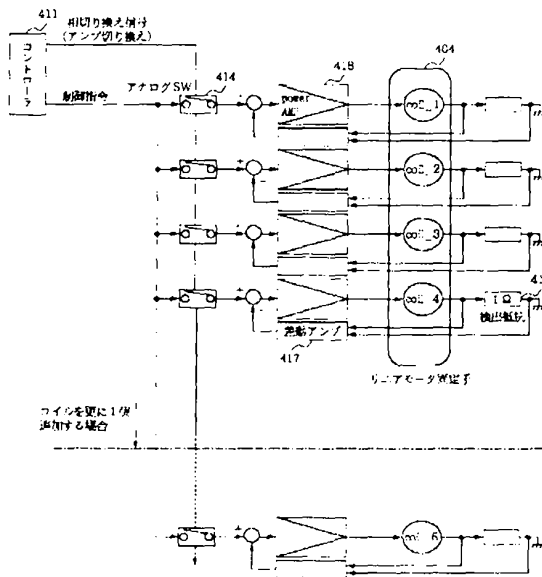 411
相切り換え信号
(アンプ切り換え)
コントローラ
制御指令
アナログSW
414
418
404
power
AMP
coil_1
coil_2
coil_3
coil_4
1Ω
検出抵抗
差動アンプ
417
リニアモータ固定子
コイルを更に1個
追加する場合